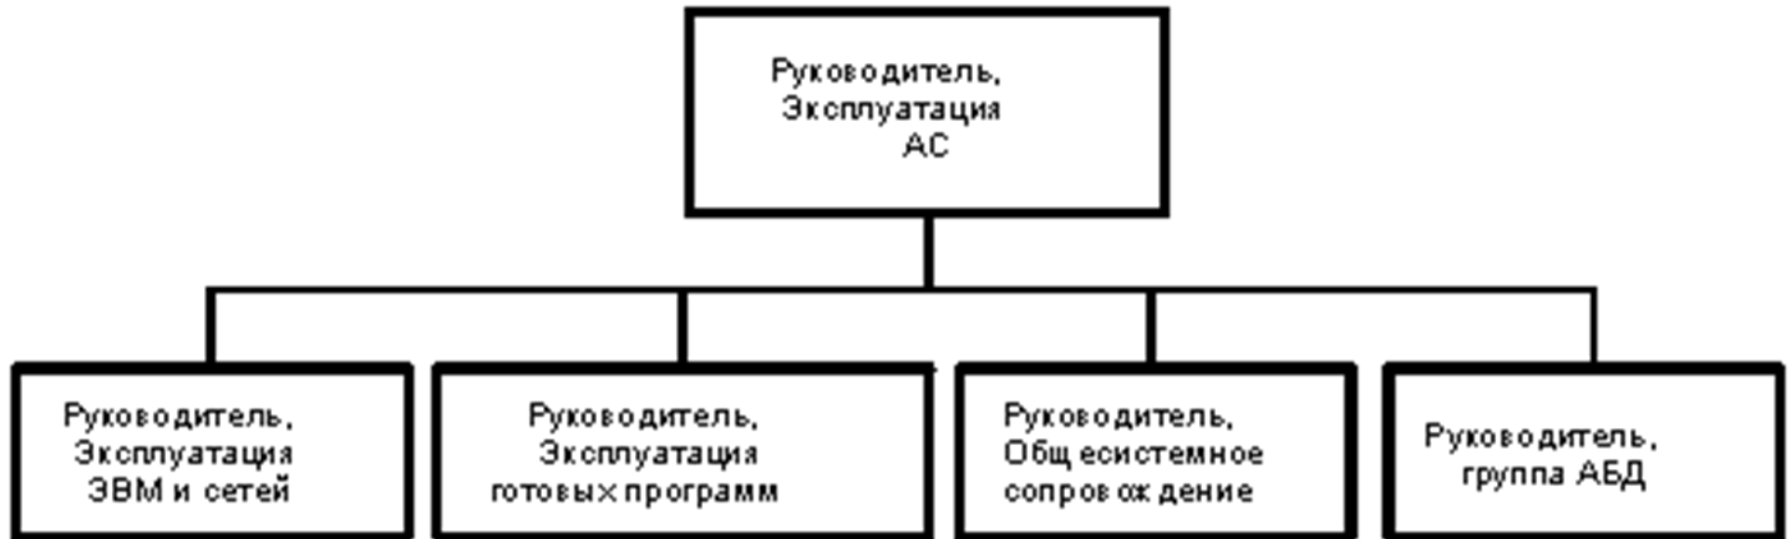 Руководитель,
Эксплуатация
АС
Руководитель,
Эксплуатация
ЭВМ и сетей
Руководитель,
Эксплуатация
готовых программ
Руководитель,
Общесистемное
сопровождение
Руководитель,
группа АБД